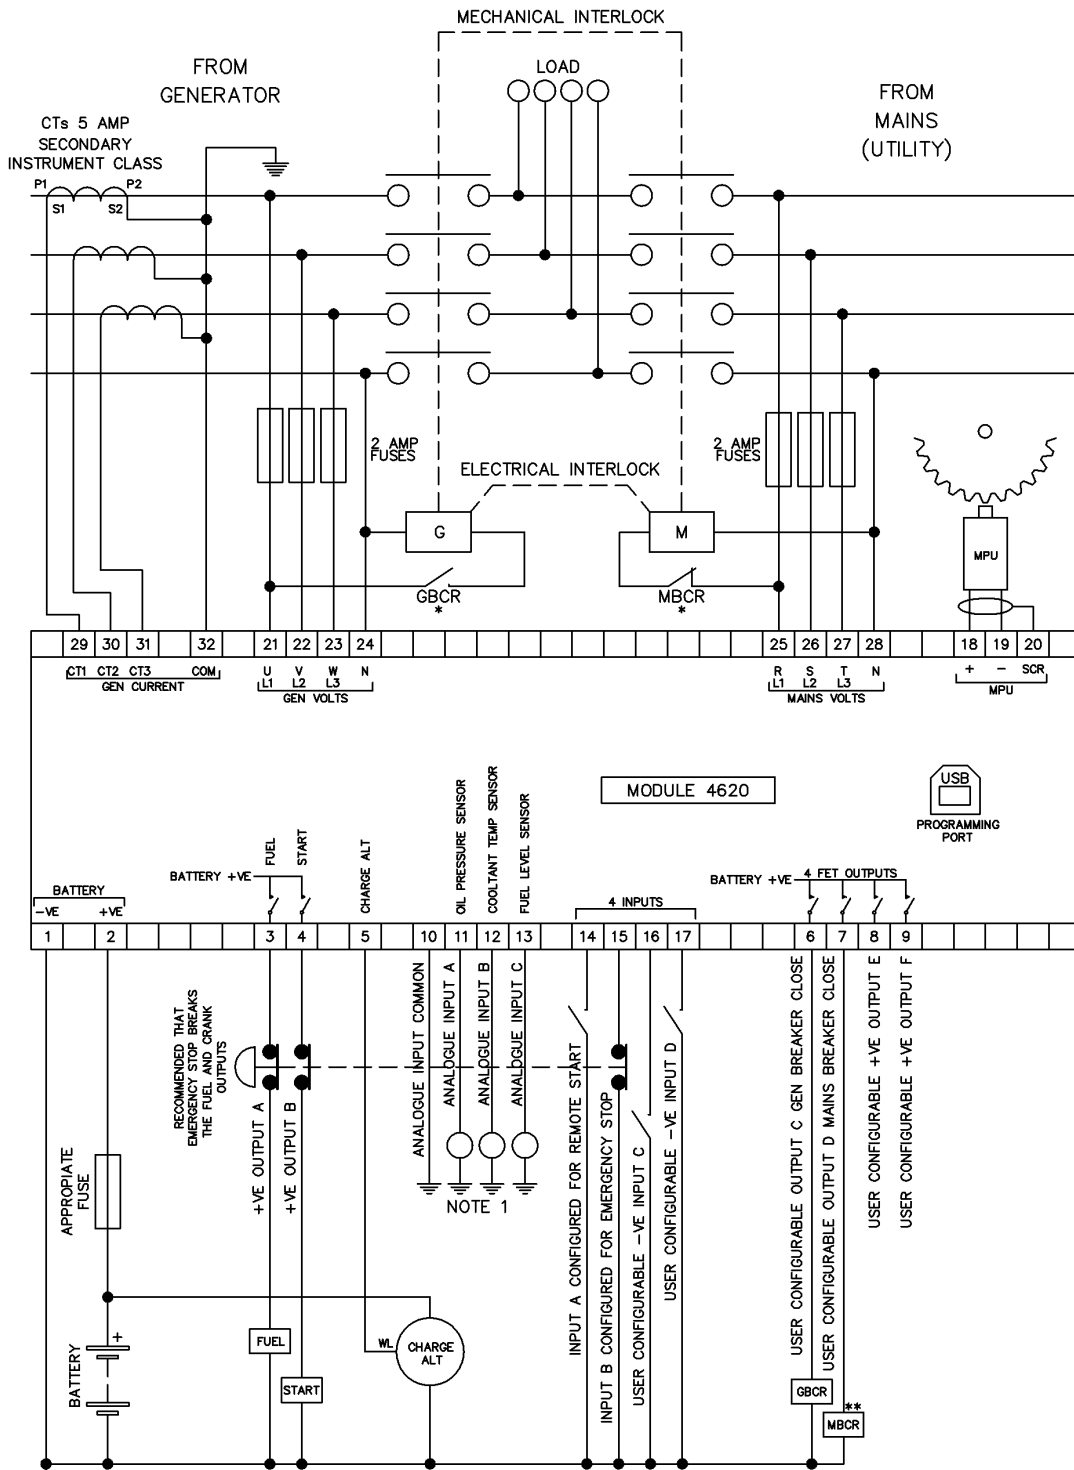 MECHANICAL INTERLOCK
FROM
GENERATOR
LOAD
FROM
MAINS
(UTILITY)
CTs 5 AMP
SECONDARY
INSTRUMENT CLASS
P1
P2
S1
S2
2 AMP
FUSES
ELECTRICAL INTERLOCK
2 AMP
FUSES
G
M
MPU
GBCR
*
MBCR
*
29 30 31 32 21 22 23 24 25 26 27 28 18 19 20
CT1 CT2 CT3 COM
GEN CURRENT
U V W N
L1 L2 L3
GEN VOLTS
R S T N
L1 L2 L3
MAINS VOLTS
+ − SCR
MPU
MODULE 4620
USB
PROGRAMMING
PORT
BATTERY
−VE +VE
BATTERY +VE
FUEL
START
CHARGE ALT
OIL PRESSURE SENSOR
COOLTANT TEMP SENSOR
FUEL LEVEL SENSOR
4 INPUTS
BATTERY +VE
4 FET OUTPUTS
1 2 3 4 5 10 11 12 13 14 15 16 17 6 7 8 9
RECOMMENDED THAT
EMERGENCY STOP BREAKS
THE FUEL AND CRANK
OUTPUTS
+VE OUTPUT A
+VE OUTPUT B
ANALOGUE INPUT COMMON
ANALOGUE INPUT A
ANALOGUE INPUT B
ANALOGUE INPUT C
NOTE 1
INPUT A CONFIGURED FOR REMOTE START
INPUT B CONFIGURED FOR EMERGENCY STOP
USER CONFIGURABLE −VE INPUT C
USER CONFIGURABLE −VE INPUT D
USER CONFIGURABLE OUTPUT C GEN BREAKER CLOSE
USER CONFIGURABLE OUTPUT D MAINS BREAKER CLOSE
USER CONFIGURABLE +VE OUTPUT E
USER CONFIGURABLE +VE OUTPUT F
APPROPIATE
FUSE
BATTERY
+
FUEL
START
WL
CHARGE
ALT
GBCR
**
MBCR